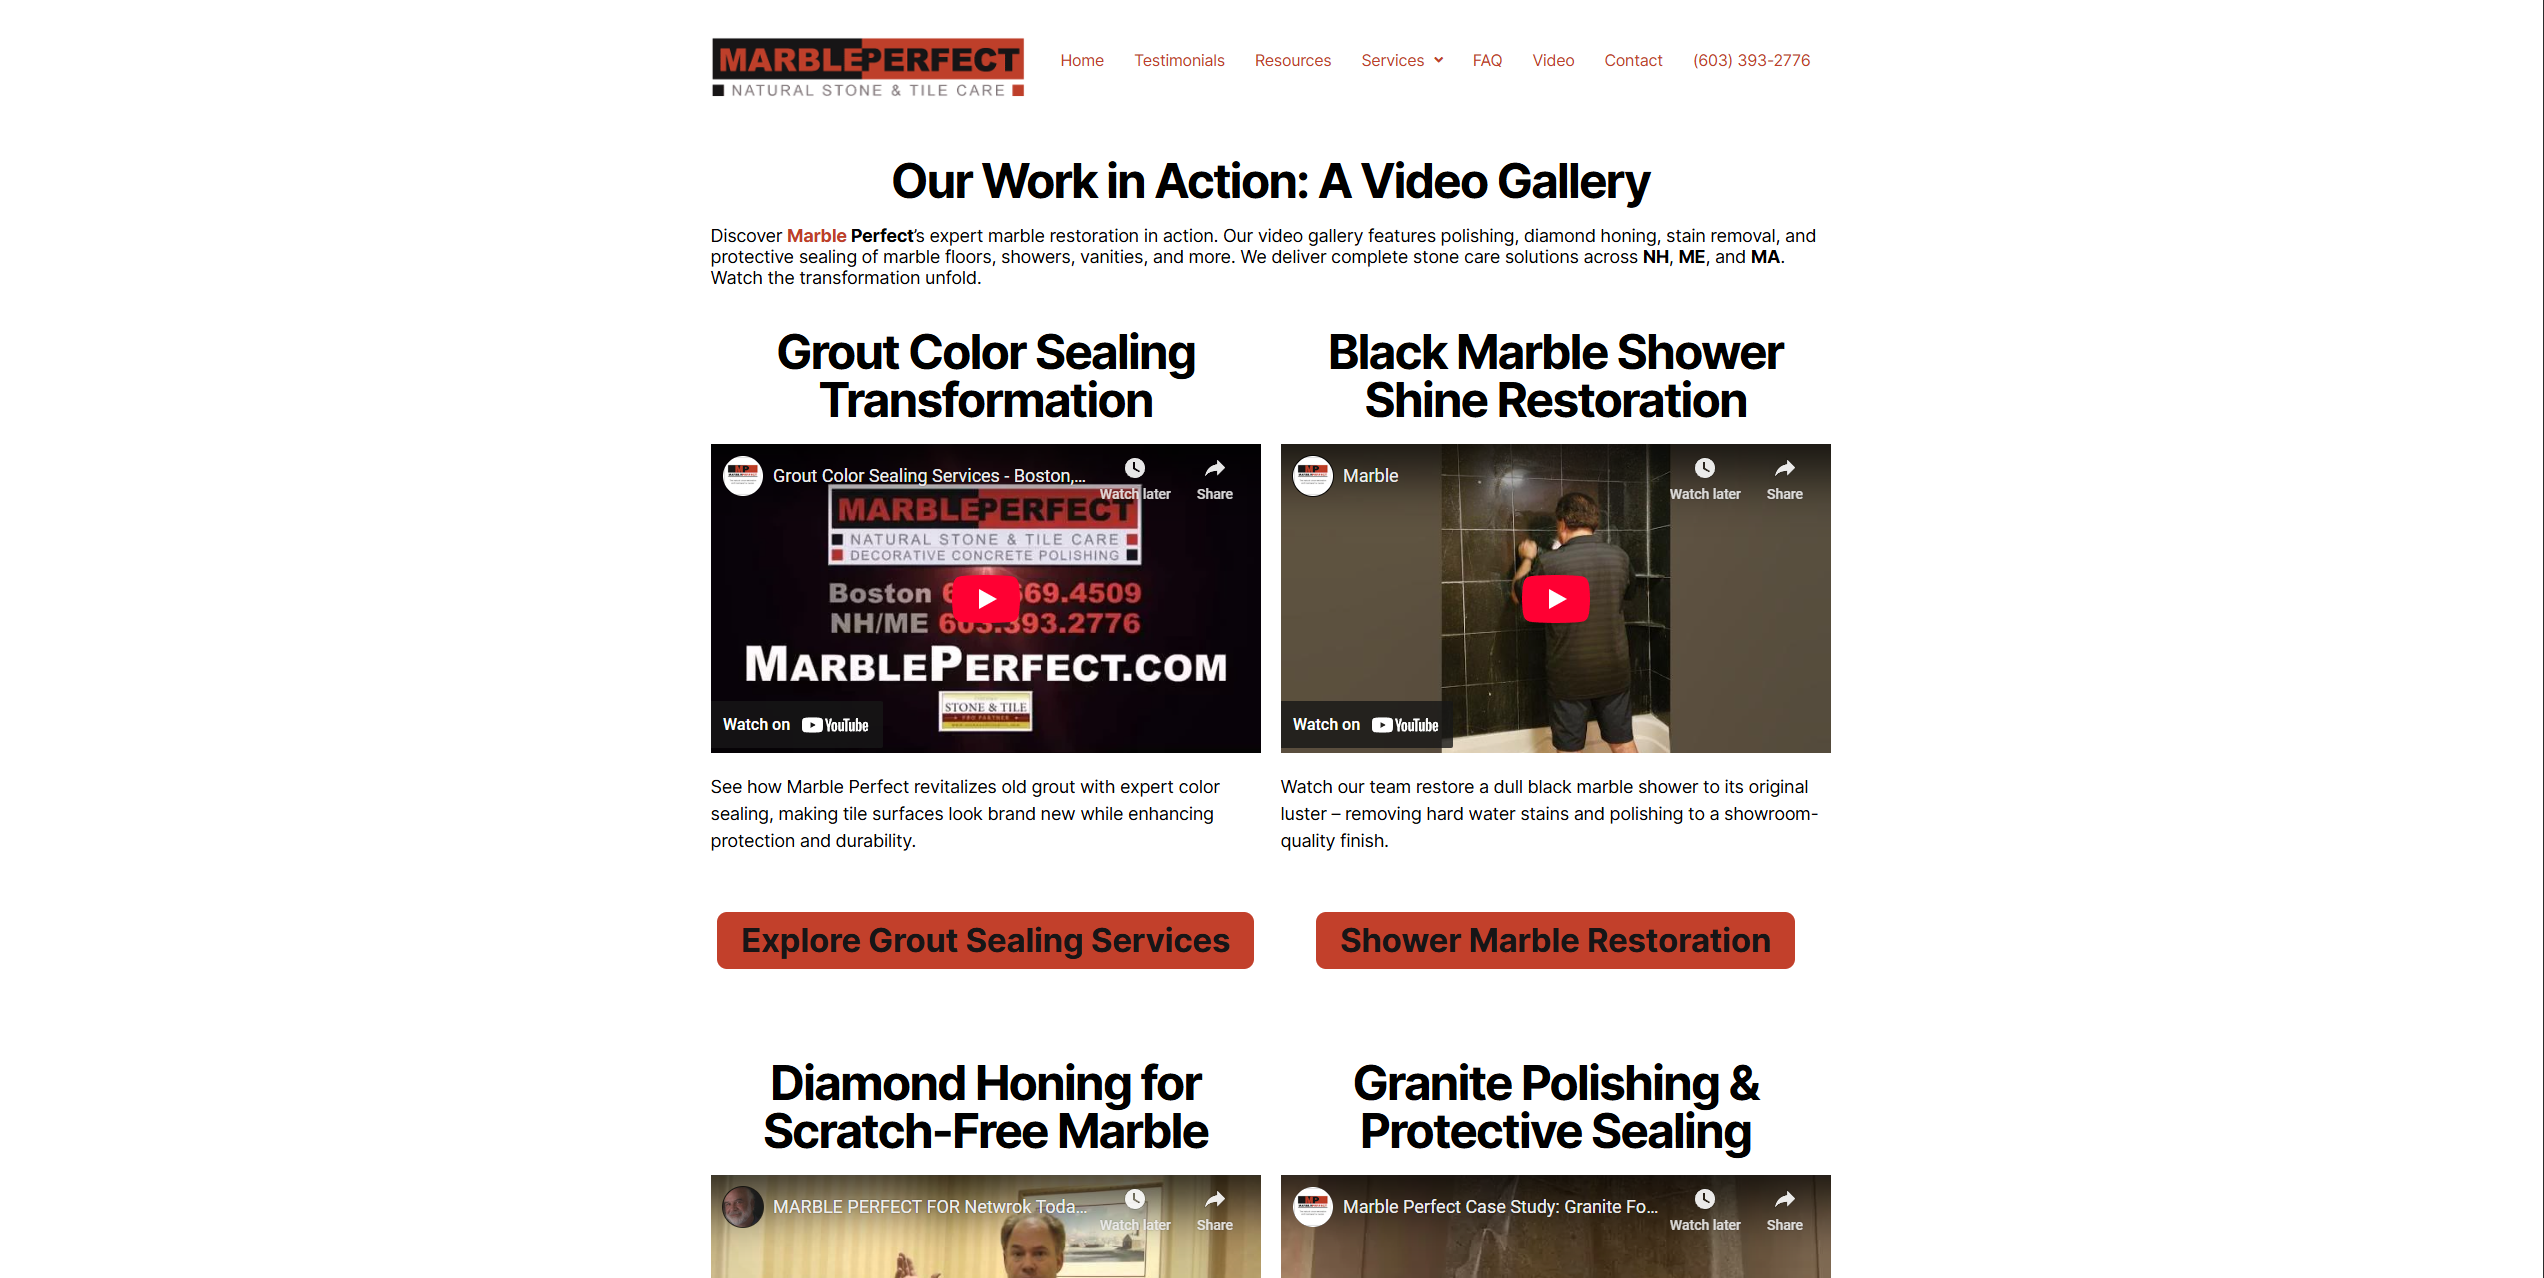 MARBLEPERFECT
NATURAL STONE & TILE CARE
Home Testimonials Resources Services FAQ Video Contact (603) 393-2776
Our Work in Action: A Video Gallery
Discover Marble Perfect's expert marble restoration in action. Our video gallery features polishing, diamond honing, stain removal, and
protective sealing of marble floors, showers, vanities, and more. We deliver complete stone care solutions across NH, ME, and MA.
Watch the transformation unfold.
Grout Color Sealing
Transformation
Grout Color Sealing Services - Boston,...
Watch later Share
MARBLEPERFECT
NATURAL STONE & TILE CARE
DECORATIVE CONCRETE POLISHING
Boston 69.4509
NH/ME 603.393.2776
MARBLEPERFECT.COM
STONE & TILE
PRO PARTNER
Watch on YouTube
See how Marble Perfect revitalizes old grout with expert color
sealing, making tile surfaces look brand new while enhancing
protection and durability.
Explore Grout Sealing Services
Black Marble Shower
Shine Restoration
Marble
Watch later Share
Watch on YouTube
Watch our team restore a dull black marble shower to its original
luster – removing hard water stains and polishing to a showroom-
quality finish.
Shower Marble Restoration
Diamond Honing for
Scratch-Free Marble
MARBLE PERFECT FOR Netwrok Toda...
Watch later Share
Granite Polishing &
Protective Sealing
Marble Perfect Case Study: Granite Fo...
Watch later Share